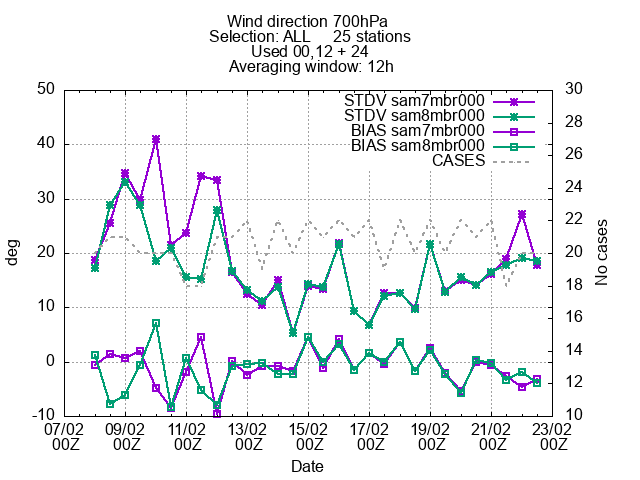 Wind direction 700hPa
Selection: ALL 25 stations
Used 00,12 + 24
Averaging window: 12h
50 30
STDV sam7mbr000
28
STDV sam8mbr000
40
BIAS sam7mbr000
26
BIAS sam8mbr000
CASES
24
30
22
deg 20 20 No cases
18
10
16
0 14
12
-10 10
07/02 09/02 11/02 13/02 15/02 17/02 19/02 21/02 23/02
00Z 00Z 00Z 00Z 00Z 00Z 00Z 00Z 00Z
Date